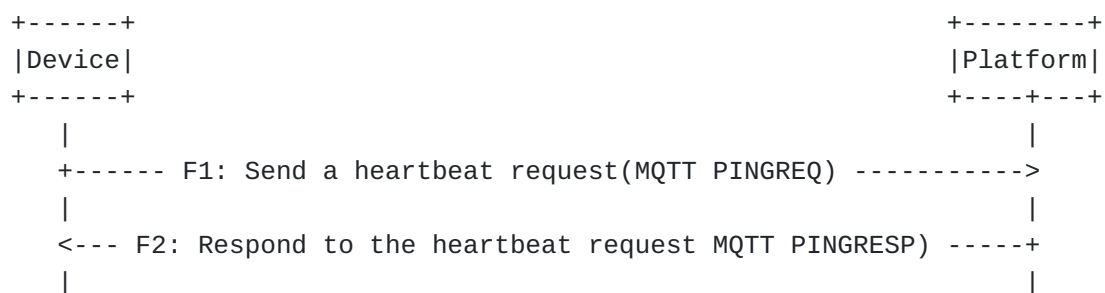 +------+                                                    +--------+
|Device|                                                    |Platform|
+------+                                                    +----+---+
   |                                                             |
   +------ F1: Send a heartbeat request(MQTT PINGREQ) ----------->
   |                                                             |
   <--- F2: Respond to the heartbeat request MQTT PINGRESP) -----+
   |                                                             |